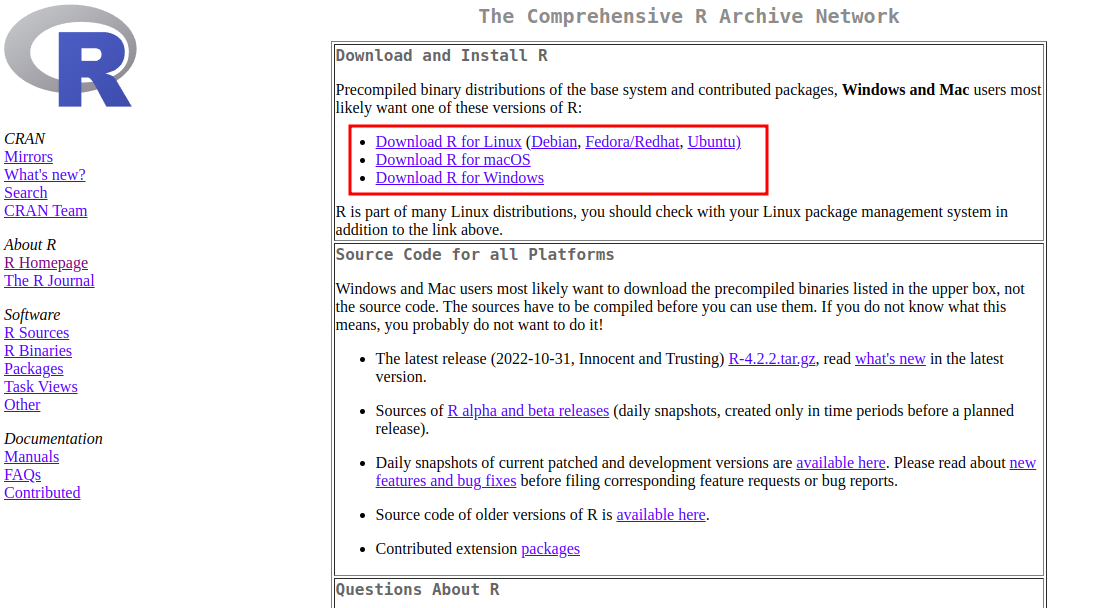 The Comprehensive R Archive Network
R
CRAN
Mirrors
What's new?
Search
CRAN Team
About R
R Homepage
The R Journal
Software
R Sources
R Binaries
Packages
Task Views
Other
Documentation
Manuals
FAQs
Contributed
Download and Install R
Precompiled binary distributions of the base system and contributed packages, Windows and Mac users most
likely want one of these versions of R:
• Download R for Linux (Debian, Fedora/Redhat, Ubuntu)
• Download R for macOS
• Download R for Windows
R is part of many Linux distributions, you should check with your Linux package management system in
addition to the link above.
Source Code for all Platforms
Windows and Mac users most likely want to download the precompiled binaries listed in the upper box, not
the source code. The sources have to be compiled before you can use them. If you do not know what this
means, you probably do not want to do it!
• The latest release (2022-10-31, Innocent and Trusting) R-4.2.2.tar.gz, read what's new in the latest
version.
• Sources of R alpha and beta releases (daily snapshots, created only in time periods before a planned
release).
• Daily snapshots of current patched and development versions are available here. Please read about new
features and bug fixes before filing corresponding feature requests or bug reports.
• Source code of older versions of R is available here.
• Contributed extension packages
Questions About R